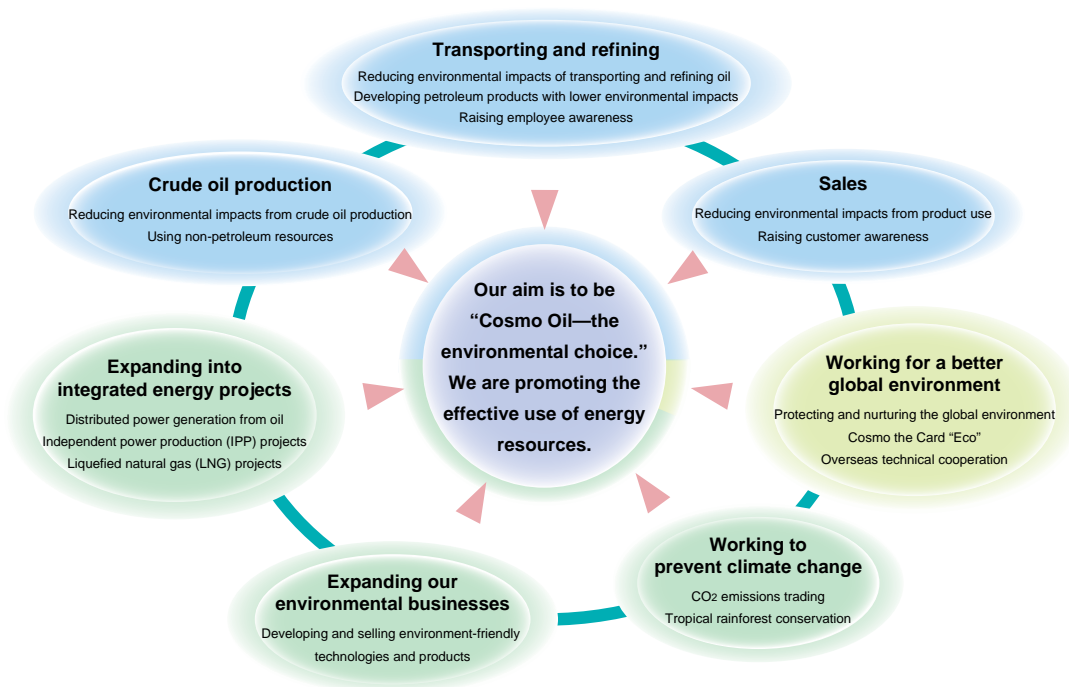 Transporting and refining
Reducing environmental impacts of transporting and refining oil
Developing petroleum products with lower environmental impacts
Raising employee awareness
Crude oil production
Reducing environmental impacts from crude oil production
Using non-petroleum resources
Sales
Reducing environmental impacts from product use
Raising customer awareness
Our aim is to be
“Cosmo Oil—the
environmental choice.”
We are promoting the
effective use of energy
resources.
Expanding into
integrated energy projects
Distributed power generation from oil
Independent power production (IPP) projects
Liquefied natural gas (LNG) projects
Working for a better
global environment
Protecting and nurturing the global environment
Cosmo the Card “Eco”
Overseas technical cooperation
Expanding our
environmental businesses
Developing and selling environment-friendly
technologies and products
Working to
prevent climate change
CO2 emissions trading
Tropical rainforest conservation